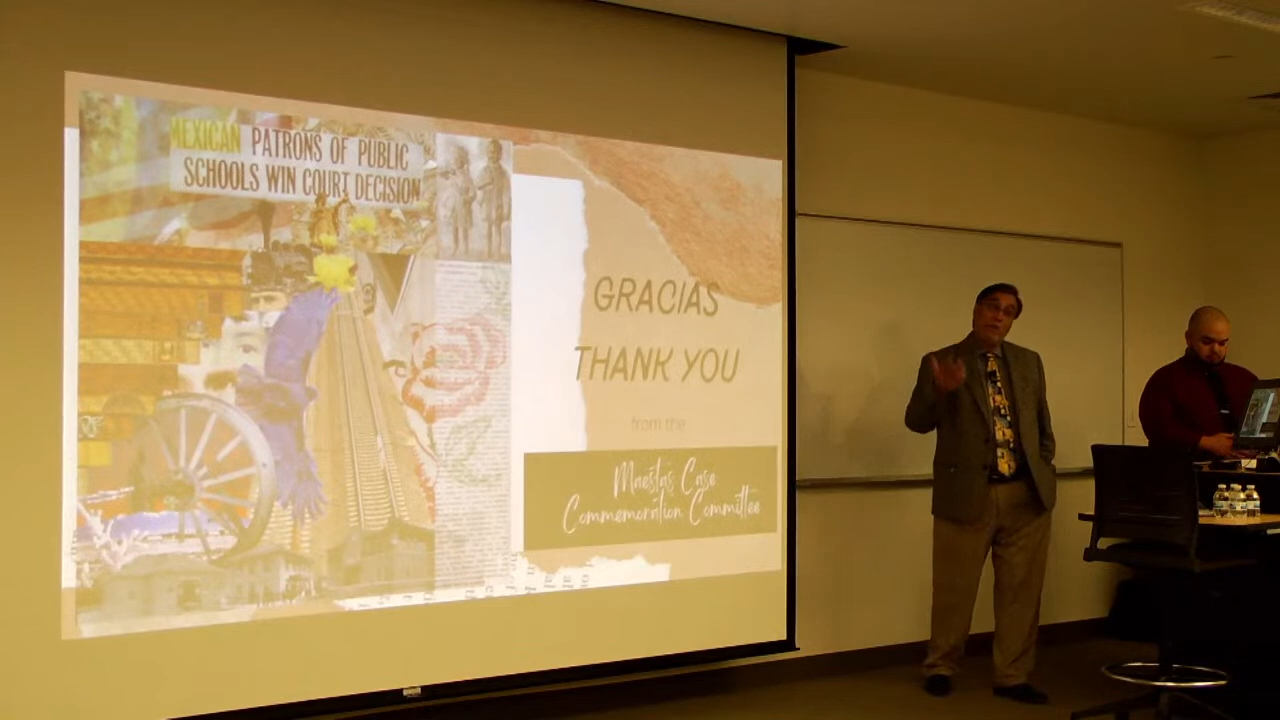 MEXICAN PATRONS OF PUBLIC
SCHOOLS WIN COURT DECISION
GRACIAS
THANK YOU
from the
Maestas Case
Commemoration Committee